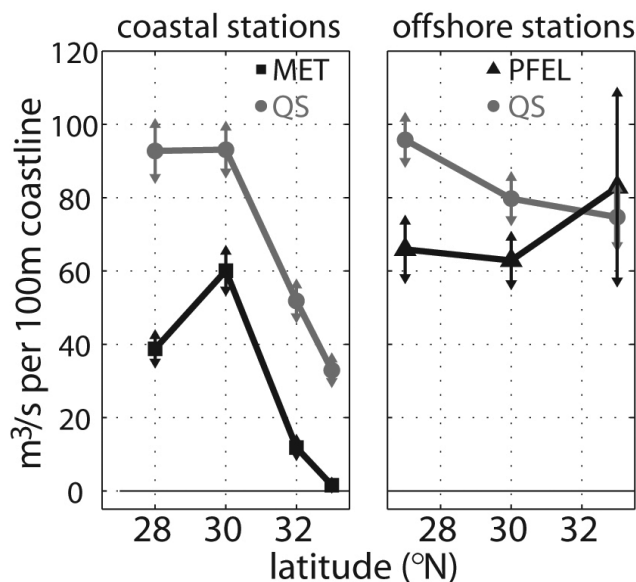 coastal stations
offshore stations
m³/s per 100m coastline
120
100
80
60
40
20
0
MET
QS
PFEL
QS
28
30
32
28
30
32
latitude (°N)